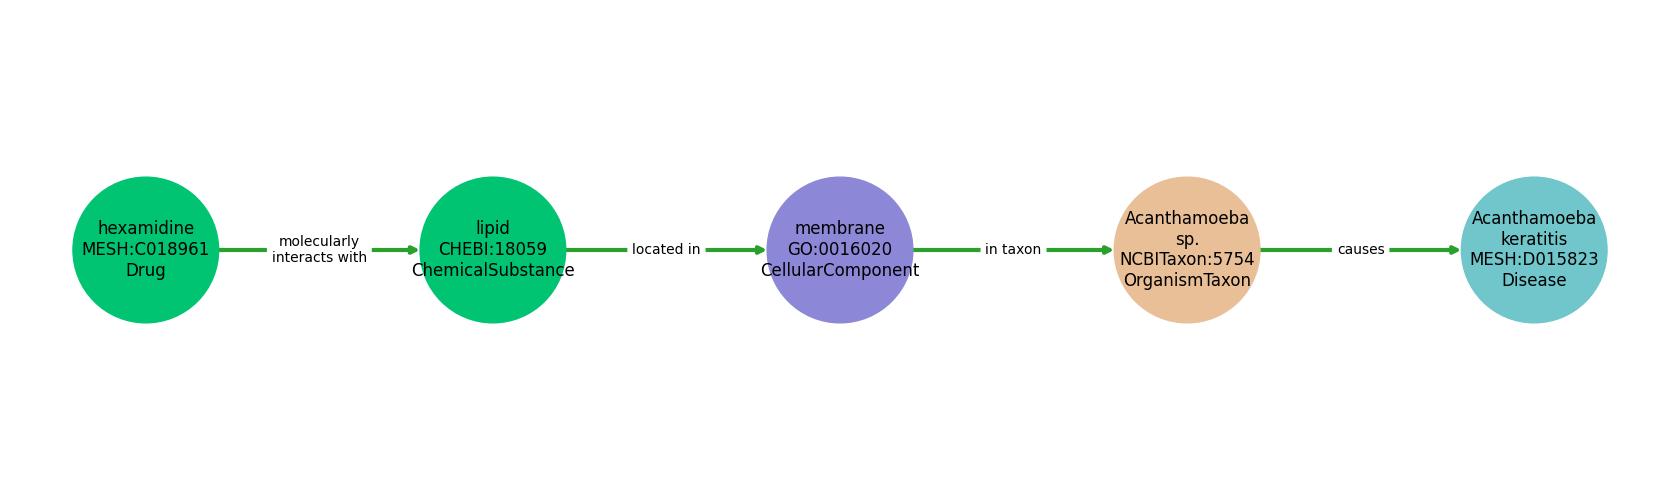 hexamidine
MESH:C018961
Drug
molecularly
interacts with
lipid
CHEBI:18059
ChemicalSubstance
located in
membrane
GO:0016020
CellularComponent
in taxon
Acanthamoeba
sp.
NCBITaxon:5754
OrganismTaxon
causes
Acanthamoeba
keratitis
MESH:D015823
Disease